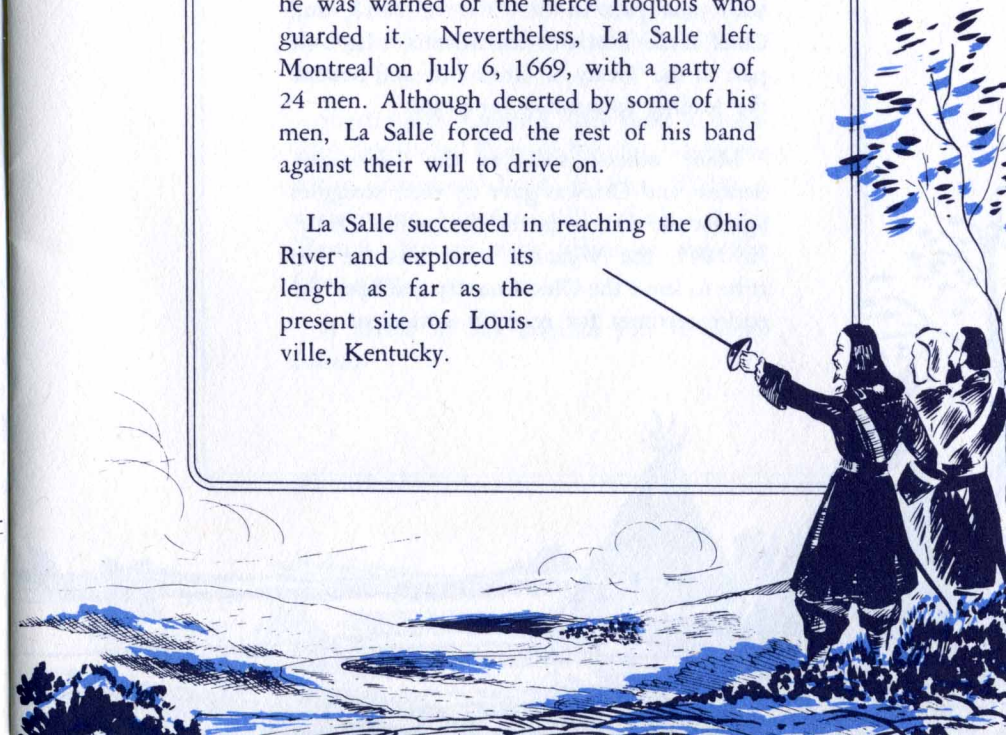 he was warned of the fierce Iroquois who
guarded it. Nevertheless, La Salle left
Montreal on July 6, 1669, with a party of
24 men. Although deserted by some of his
men, La Salle forced the rest of his band
against their will to drive on.
La Salle succeeded in reaching the Ohio
River and explored its
length as far as the
present site of Louis-
ville, Kentucky.